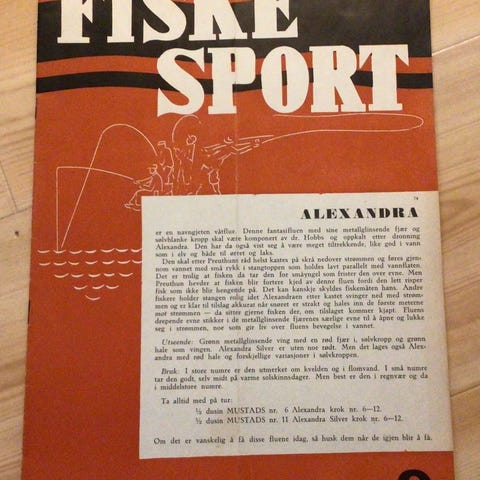 FISKE
SPORT
74
ALEXANDRA
er en navngjeten våtflue. Denne fantasifluen med sine metallglinsende fjær og
sølvblanke kropp skal være komponert av dr. Hobbs og oppkalt etter dronning
Alexandra. Den har da også vist seg å være meget tiltrekkende, like god i vann
som i elv og både til ørret og laks.
Den skal etter Preuthuns råd helst kastes på skrå nedover strømmen og føres gjen-
nom vannet med små rykk i stangtoppen som holdes lavt parallelt med vannflaten.
Det er trolig at fisken da tar den for småyngel som frister den over evne. Men
Preuthun hevder at fisken blir fortere kjed av denne fluen fordi den lett risper
fisk som ikke blir hengende på. Det kan kanskje skyldes fiskemåten hans. Andre
fiskere holder stangen rolig idet Alexandraen etter kastet svinger ned med strøm-
men og er klar til tilslag akkurat når snøret er strakt og hales inn de første meterne
mot strømmen — da sitter gjerne fisken der, om tilslaget kommer kjapt. Fluens
drepende evne stikker i de metallglinsende fjærenes særlige evne til å åpne og lukke
seg i strømmen, noe som gir liv over fluens bevegelser i vannet.
Utseende: Grønn metallglinsende ving med en rød fjær i, sølvkropp og grønn
hale som vingen. Alexandra Silver er uten noe rødt. Men det lages også Alex-
andra med rød hale og forskjellige variasjoner i sølvkroppen.
Bruk: I store numre er den utmerket om kvelden og i flomvand. I små numre
tar den godt, selv midt på varme solskinnsdager. Men best er den i regnvær og da
i middelstore numre.
Ta alltid med på tur:
½ dusin MUSTADS nr. 6 Alexandra krok nr. 6—12.
½ dusin MUSTADS nr. 11 Alexandra Silver krok nr. 6—12.
Om det er vanskelig å få disse fluene idag, så husk dem når de igjen blir å få.